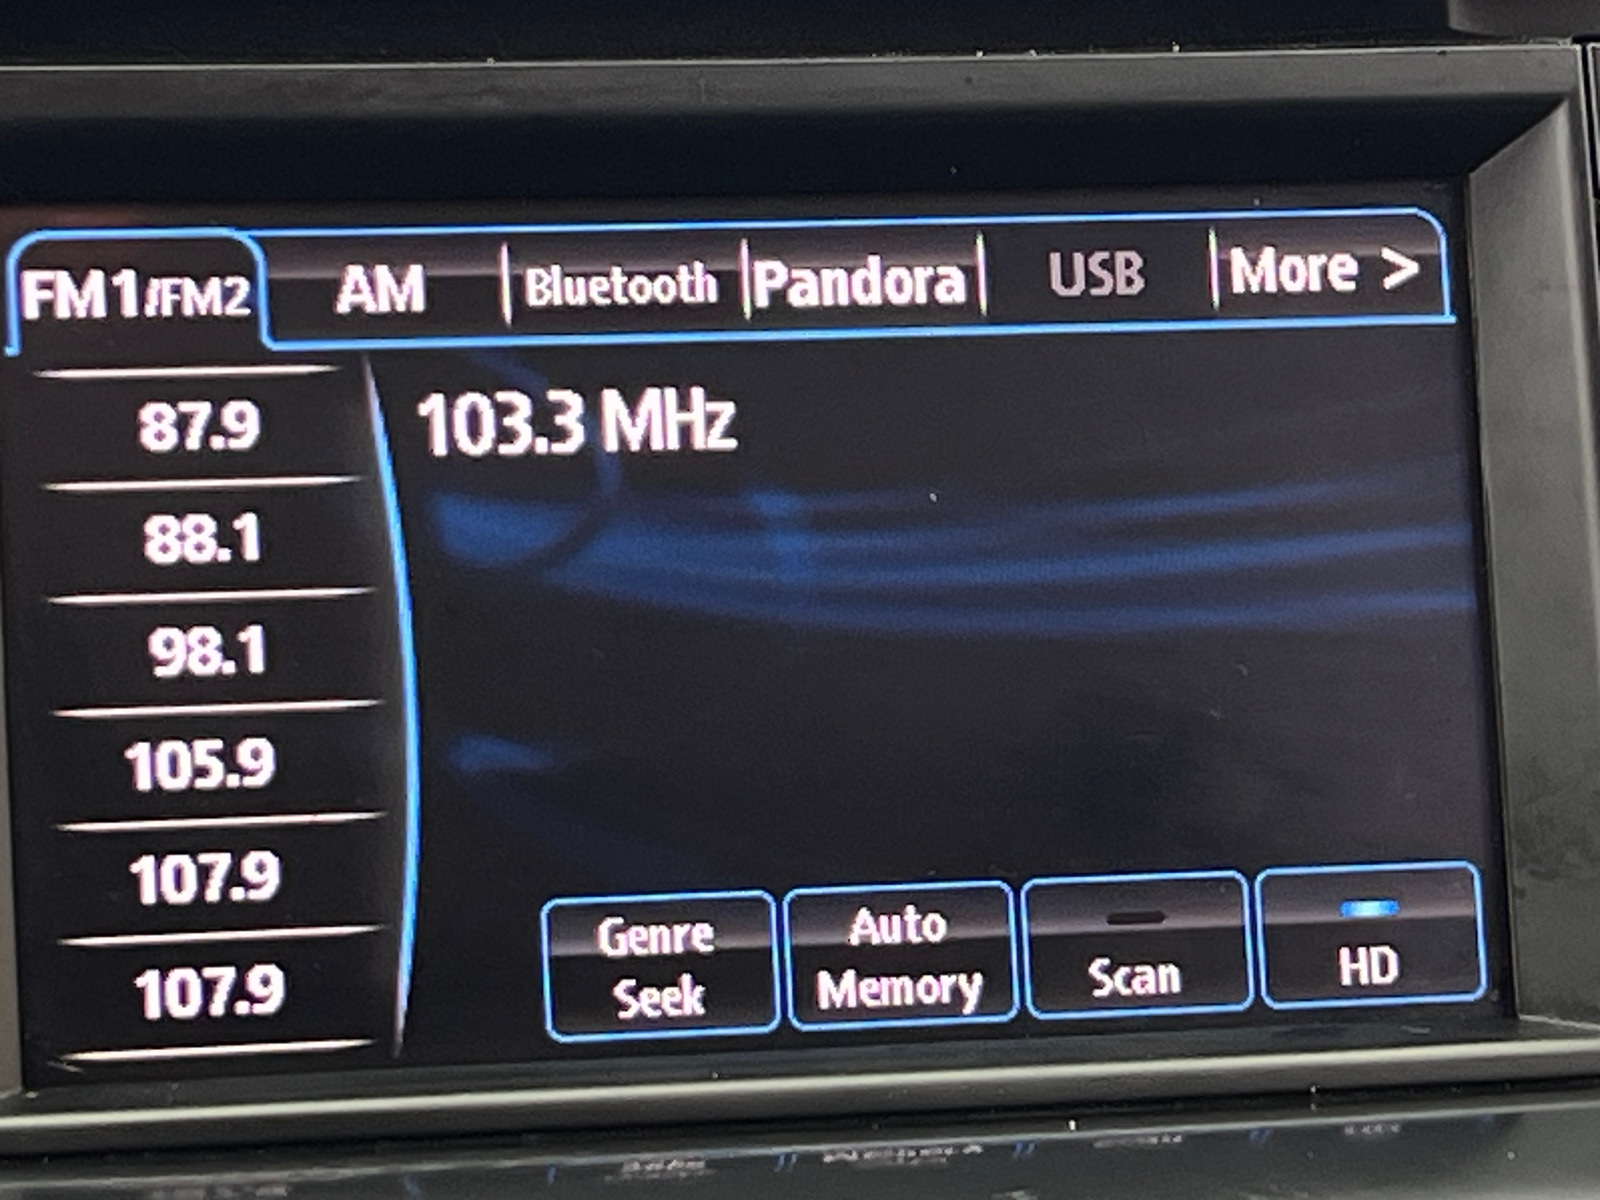 FM1/FM2 AM Bluetooth Pandora USB More >
103.3 MHz
87.9
88.1
98.1
105.9
107.9
107.9
Genre
Seek
Auto
Memory
Scan
HD